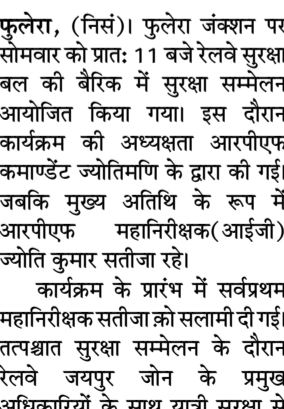 फुलेरा, (निसं)। फुलेरा जंक्शन पर
सोमवार को प्रात: 11 बजे रेलवे सुरक्षा
बल की बैरिक में सुरक्षा सम्मेलन
आयोजित किया गया। इस दौरान
कार्यक्रम की अध्यक्षता आरपीएफ
कमाण्डेंट ज्योतिमणि के द्वारा की गई।
जबकि मुख्य अतिथि के रूप में
आरपीएफ महानिरीक्षक(आईजी)
ज्योति कुमार सतीजा रहे।
कार्यक्रम के प्रारंभ में सर्वप्रथम
महानिरीक्षक सतीजा क़ो सलामी दी गई।
तत्पश्चात सुरक्षा सम्मेलन के दौरान
रेलवे जयपुर जोन के प्रमुख
अधिकारियों के साथ यात्री सुरक्षा से